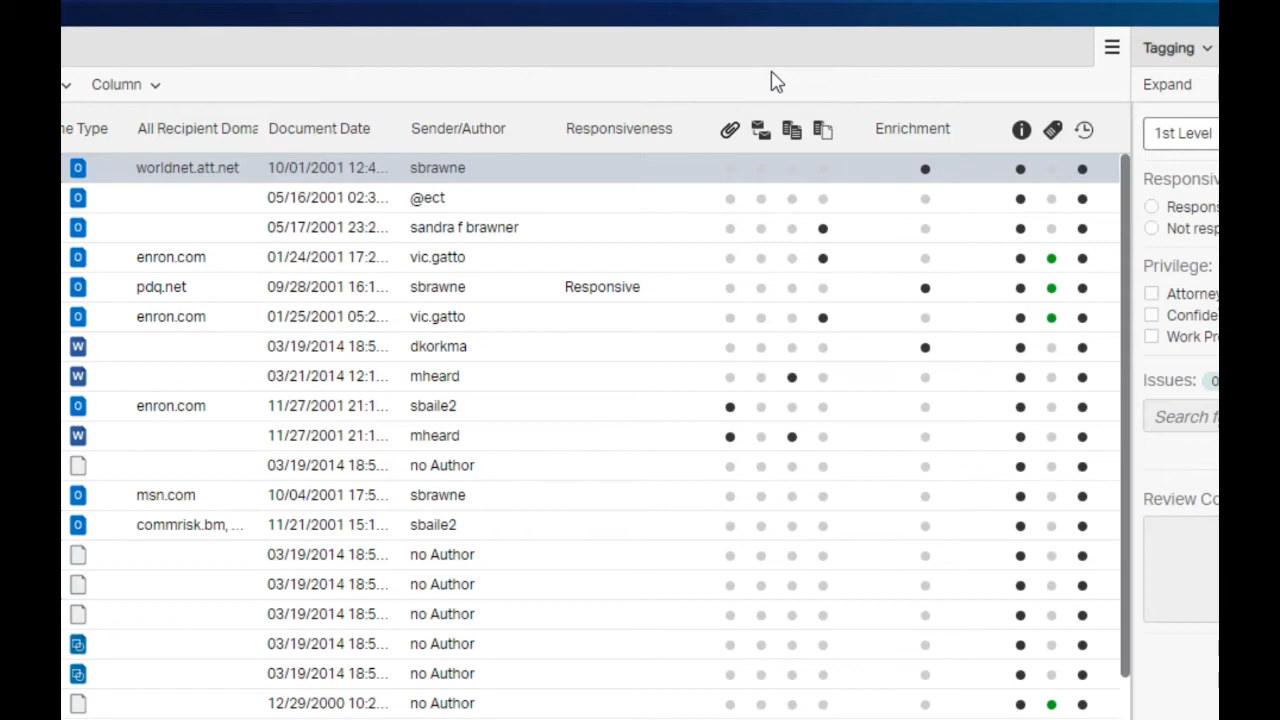 Tagging
Column
Expand
ne Type All Recipient Doma Document Date Sender/Author Responsiveness Enrichment
1st Level
O worldnet.att.net 10/01/2001 12:4... sbrawne
Responsiv
O 05/16/2001 02:3... @ect
Respons
O 05/17/2001 23:2... sandra f brawner
Not resp
O enron.com 01/24/2001 17:2... vic.gatto
Privilege:
O pdq.net 09/28/2001 16:1... sbrawne Responsive
Attorney
O enron.com 01/25/2001 05:2... vic.gatto
Confide
Work Pr
W 03/19/2014 18:5... dkorkma
W 03/21/2014 12:1... mheard
Issues: 0
O enron.com 11/27/2001 21:1... sbaile2
Search f
W 11/27/2001 21:1... mheard
03/19/2014 18:5... no Author
O msn.com 10/04/2001 17:5... sbrawne
Review Co
O commrisk.bm, ... 11/21/2001 15:1... sbaile2
03/19/2014 18:5... no Author
03/19/2014 18:5... no Author
03/19/2014 18:5... no Author
03/19/2014 18:5... no Author
03/19/2014 18:5... no Author
12/29/2000 10:2... no Author